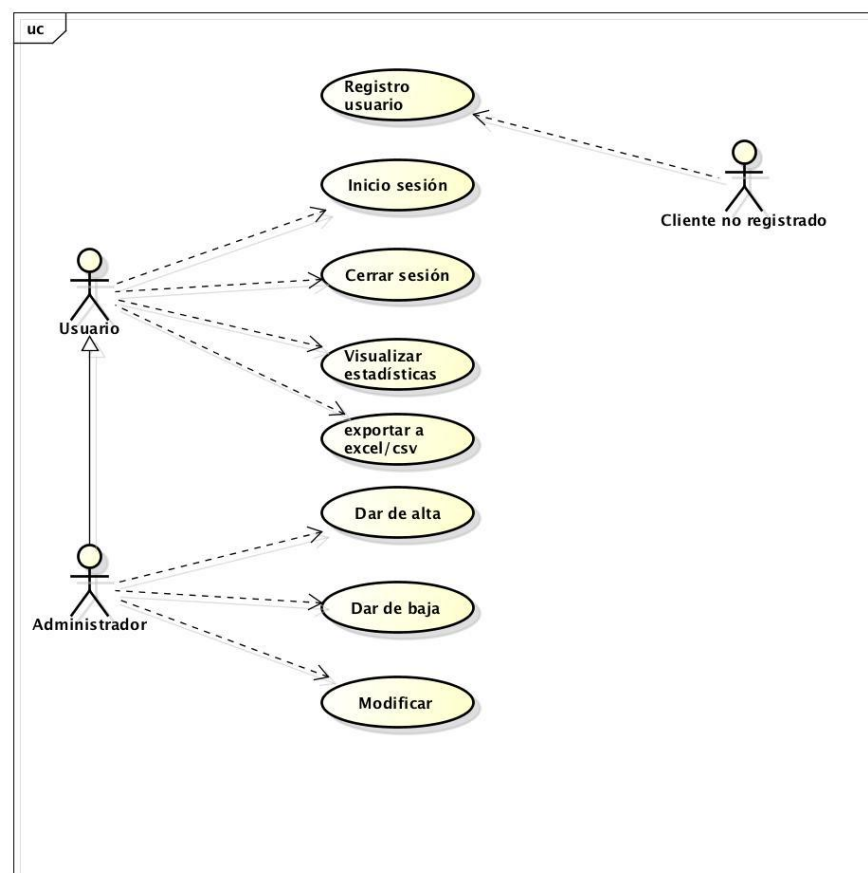 uc
Registro
usuario
Cliente no registrado
Inicio sesión
Cerrar sesión
Usuario
Visualizar
estadísticas
exportar a
excel/csv
Dar de alta
Dar de baja
Administrador
Modificar